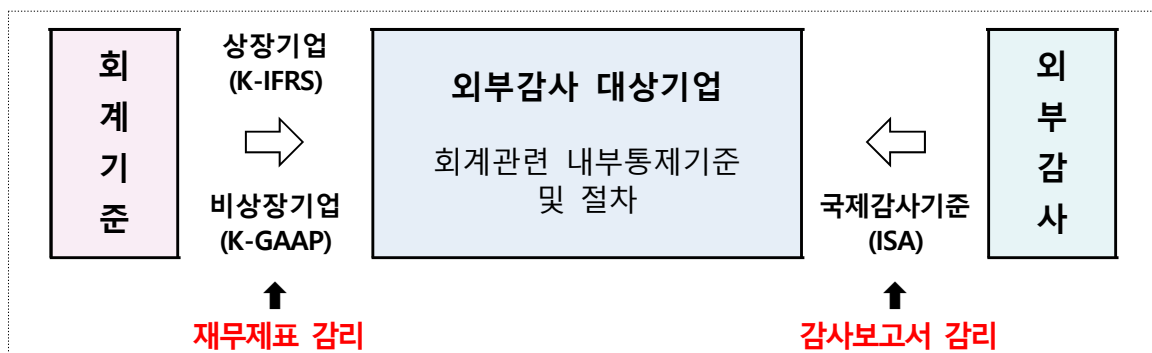 회계기준
상장기업
(K-IFRS)
비상장기업
(K-GAAP)
재무제표 감리
외부감사 대상기업
회계관련 내부통제기준
및 절차
국제감사기준
(ISA)
감사보고서 감리
외부감사